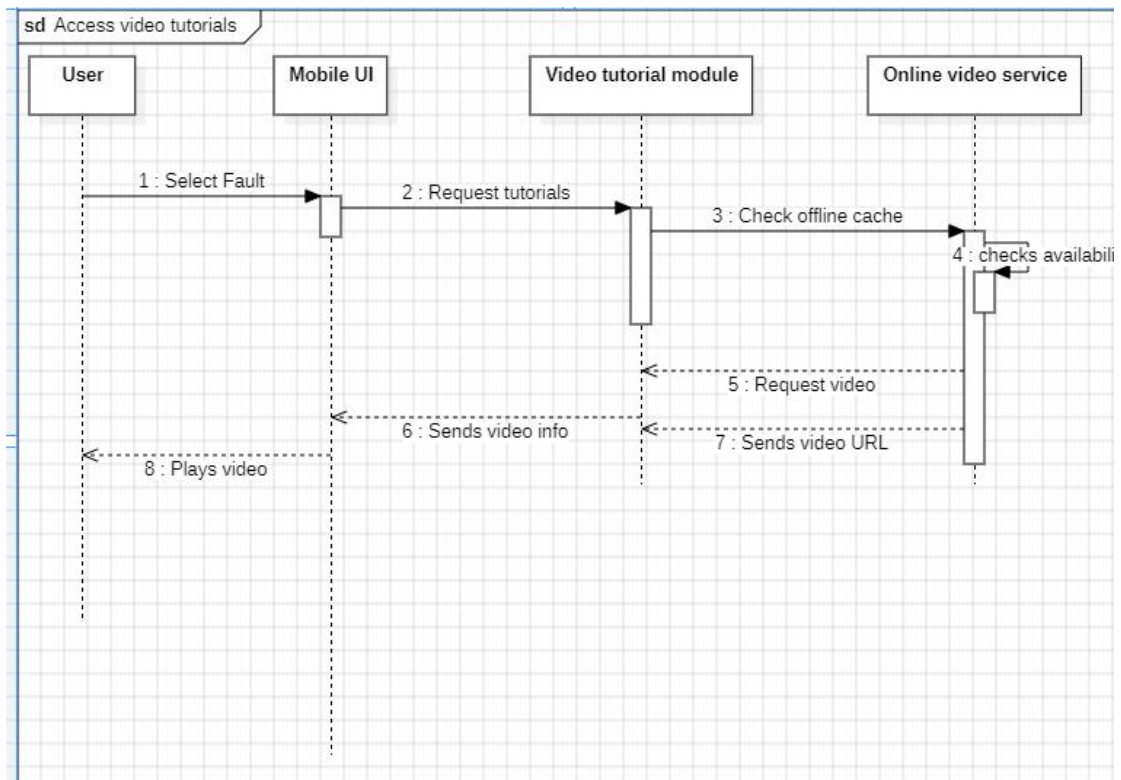 sd Access video tutorials
User
Mobile UI
Video tutorial module
Online video service
1 : Select Fault
2 : Request tutorials
3 : Check offline cache
4 : checks availabili
5 : Request video
6 : Sends video info
7 : Sends video URL
8 : Plays video